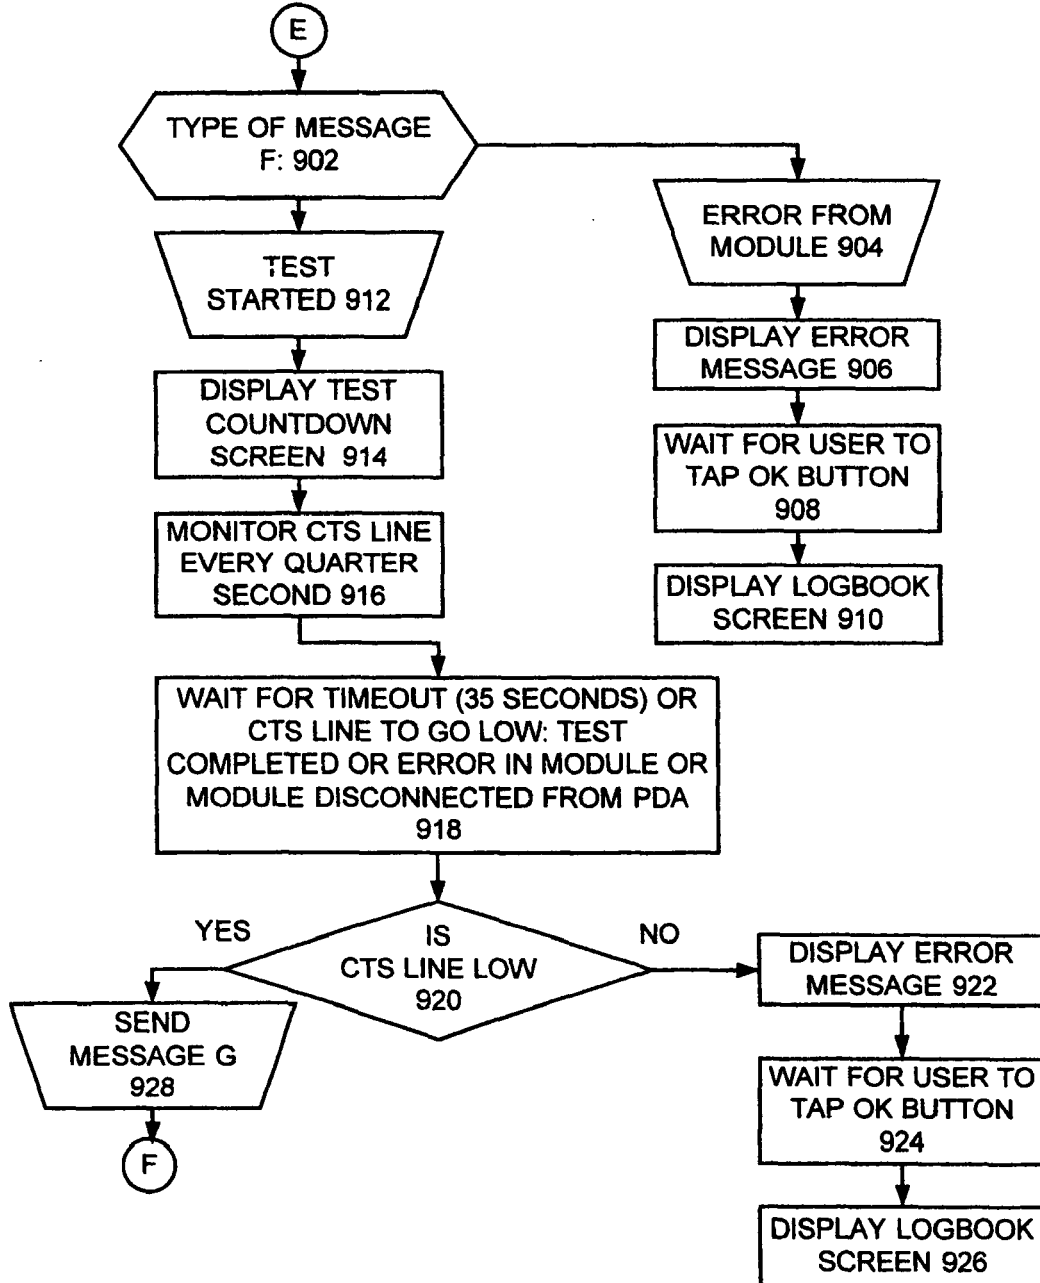 E
TYPE OF MESSAGE
F: 902
ERROR FROM
MODULE 904
TEST
STARTED 912
DISPLAY ERROR
MESSAGE 906
DISPLAY TEST
COUNTDOWN
SCREEN 914
WAIT FOR USER TO
TAP OK BUTTON
908
MONITOR CTS LINE
EVERY QUARTER
SECOND 916
DISPLAY LOGBOOK
SCREEN 910
WAIT FOR TIMEOUT (35 SECONDS) OR
CTS LINE TO GO LOW: TEST
COMPLETED OR ERROR IN MODULE OR
MODULE DISCONNECTED FROM PDA
918
YES
IS
CTS LINE LOW
920
NO
DISPLAY ERROR
MESSAGE 922
SEND
MESSAGE G
928
WAIT FOR USER TO
TAP OK BUTTON
924
F
DISPLAY LOGBOOK
SCREEN 926